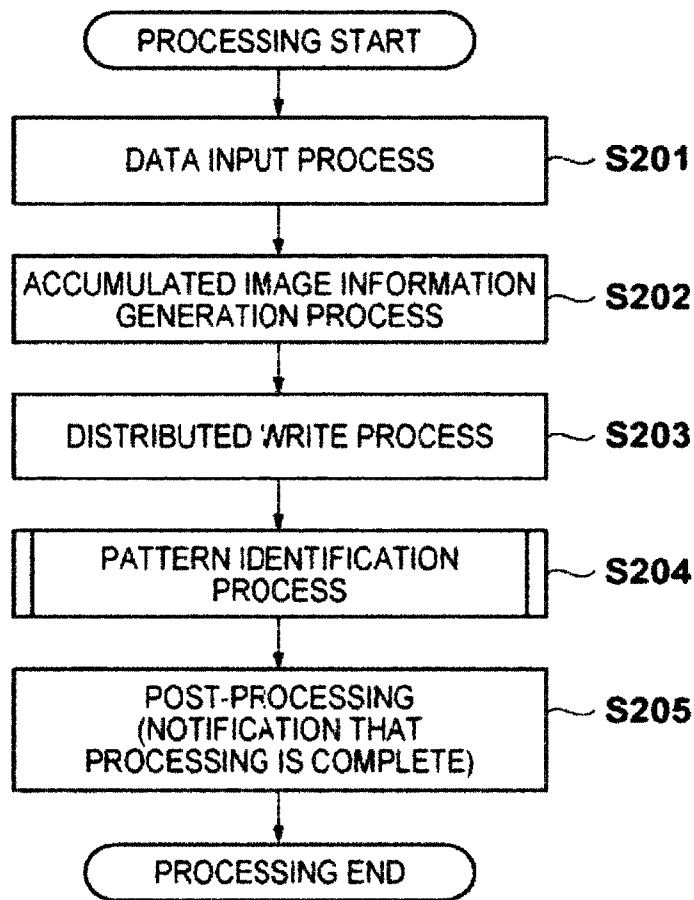 PROCESSING START
DATA INPUT PROCESS
S201
ACCUMULATED IMAGE INFORMATION
GENERATION PROCESS
S202
DISTRIBUTED WRITE PROCESS
S203
PATTERN IDENTIFICATION
PROCESS
S204
POST-PROCESSING
(NOTIFICATION THAT
PROCESSING IS COMPLETE)
S205
PROCESSING END